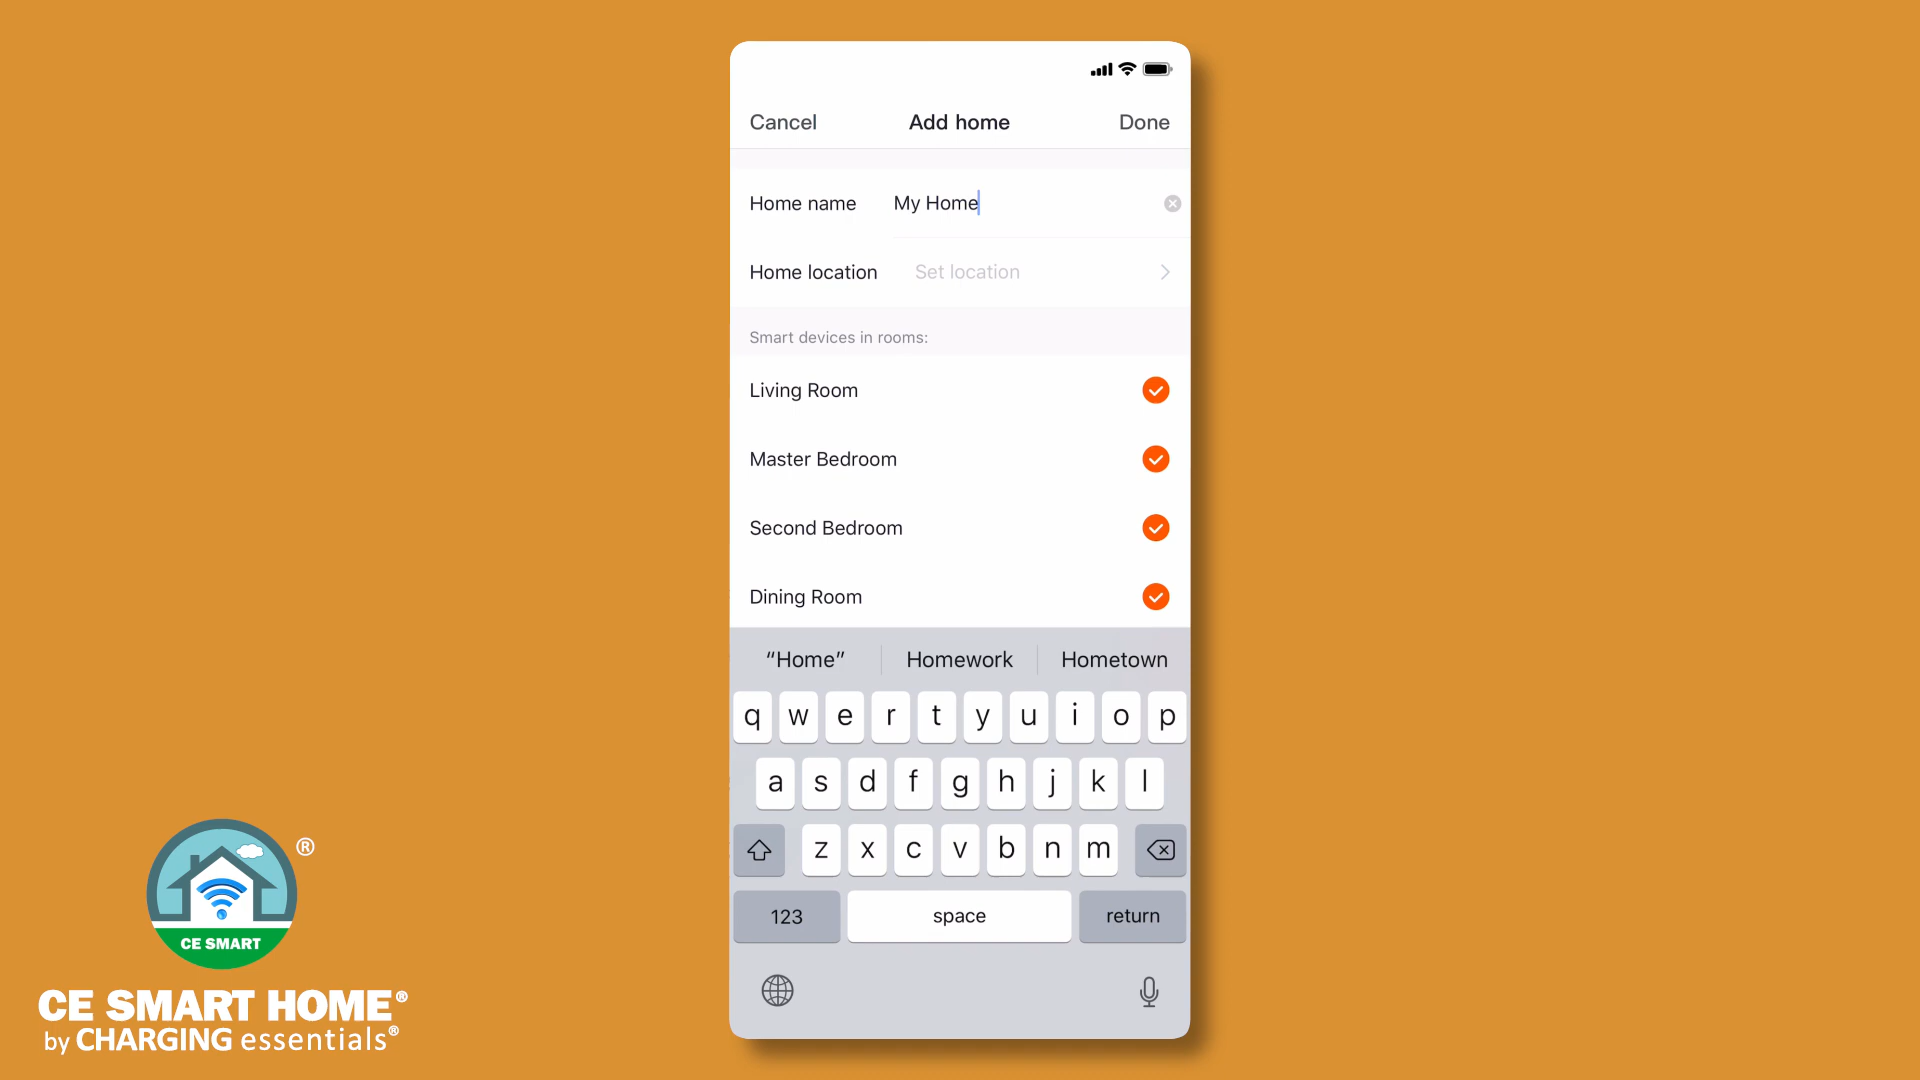 Cancel Add home Done
Home name My Home
Home location Set location
Smart devices in rooms:
Living Room
Master Bedroom
Second Bedroom
Dining Room
“Home” Homework Hometown
q w e r t y u i o p
a s d f g h j k l
z x c v b n m
123 space return
®
CE SMART
CE SMART HOME®
by CHARGING essentials®